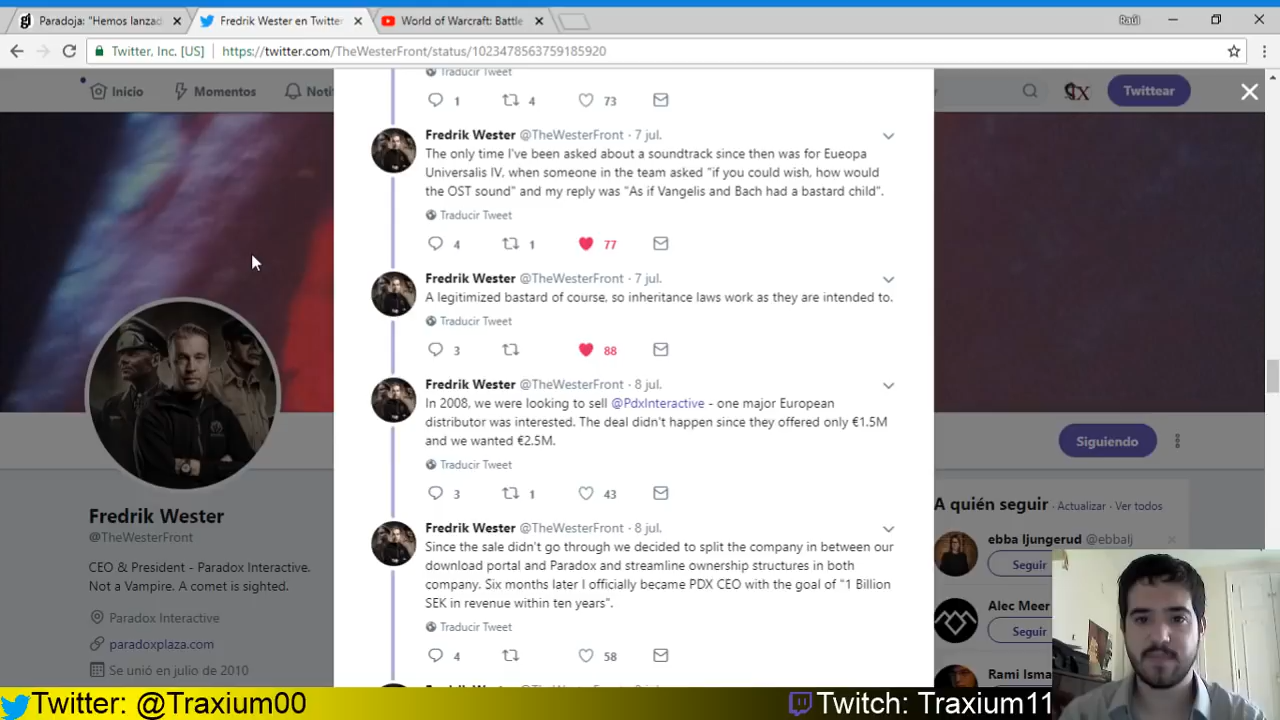 Paradoja: "Hemos lanzad
Fredrik Wester en Twitter
World of Warcraft: Battle
Raúl
Twitter, Inc. [US]
https://twitter.com/TheWesterFront/status/1023478563759185920
Inicio
Momentos
Noti
Twittear
Traducir Tweet
1 4 73
Fredrik Wester @TheWesterFront · 7 jul.
The only time I've been asked about a soundtrack since then was for Eueopa
Universalis IV, when someone in the team asked "if you could wish, how would
the OST sound" and my reply was "As if Vangelis and Bach had a bastard child".
Traducir Tweet
4 1 77
Fredrik Wester @TheWesterFront · 7 jul.
A legitimized bastard of course, so inheritance laws work as they are intended to.
Traducir Tweet
3 88
Fredrik Wester @TheWesterFront · 8 jul.
In 2008, we were looking to sell @PdxInteractive - one major European
distributor was interested. The deal didn't happen since they offered only €1.5M
and we wanted €2.5M.
Traducir Tweet
3 1 43
Fredrik Wester @TheWesterFront · 8 jul.
Since the sale didn't go through we decided to split the company in between our
download portal and Paradox and streamline ownership structures in both
company. Six months later I officially became PDX CEO with the goal of "1 Billion
SEK in revenue within ten years".
Traducir Tweet
4 58
Fredrik Wester
@TheWesterFront
CEO & President - Paradox Interactive.
Not a Vampire. A comet is sighted.
Paradox Interactive
paradoxplaza.com
Se unió en julio de 2010
Siguiendo
A quién seguir · Actualizar · Ver todos
ebba ljungerud @ebbalj
Seguir
Alec Meer
Seguir
Rami Isma
Twitter: @Traxium00
Twitch: Traxium11